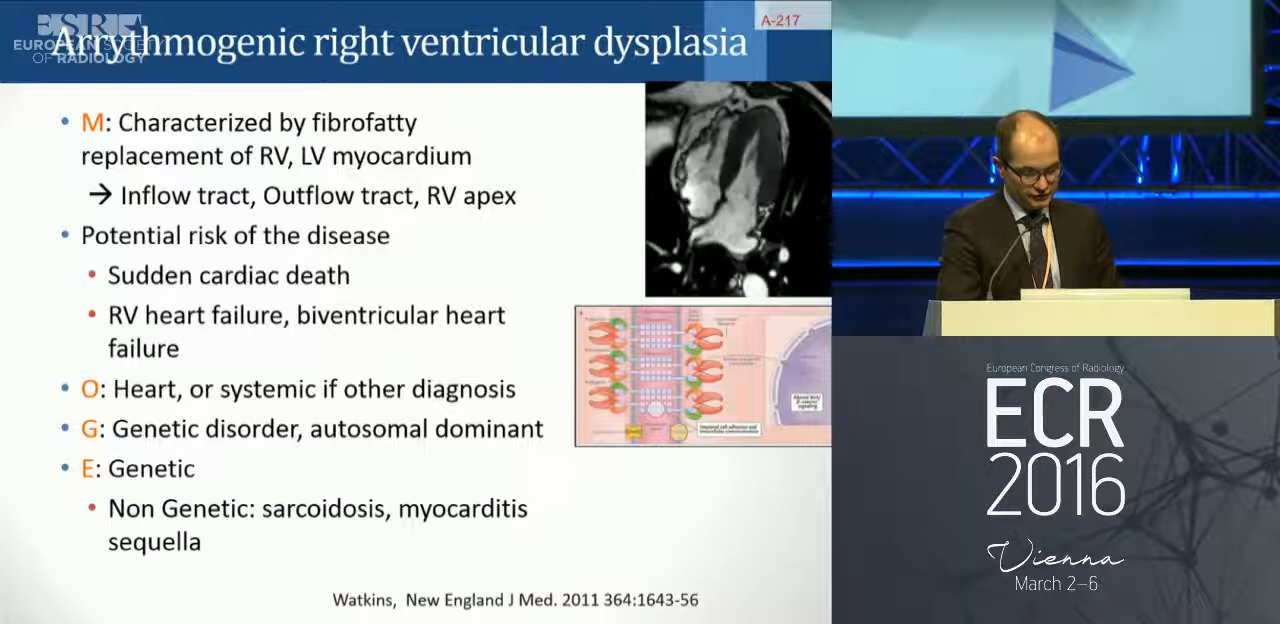 ESR
EUROPEAN SOCIETY
OF RADIOLOGY
Arrythmogenic right ventricular dysplasia
A-217
• M: Characterized by fibrofatty
replacement of RV, LV myocardium
→ Inflow tract, Outflow tract, RV apex
• Potential risk of the disease
• Sudden cardiac death
• RV heart failure, biventricular heart
failure
• O: Heart, or systemic if other diagnosis
• G: Genetic disorder, autosomal dominant
• E: Genetic
• Non Genetic: sarcoidosis, myocarditis
sequella
Watkins, New England J Med. 2011 364:1643-56
European Congress of Radiology
ECR
2016
Vienna
March 2–6